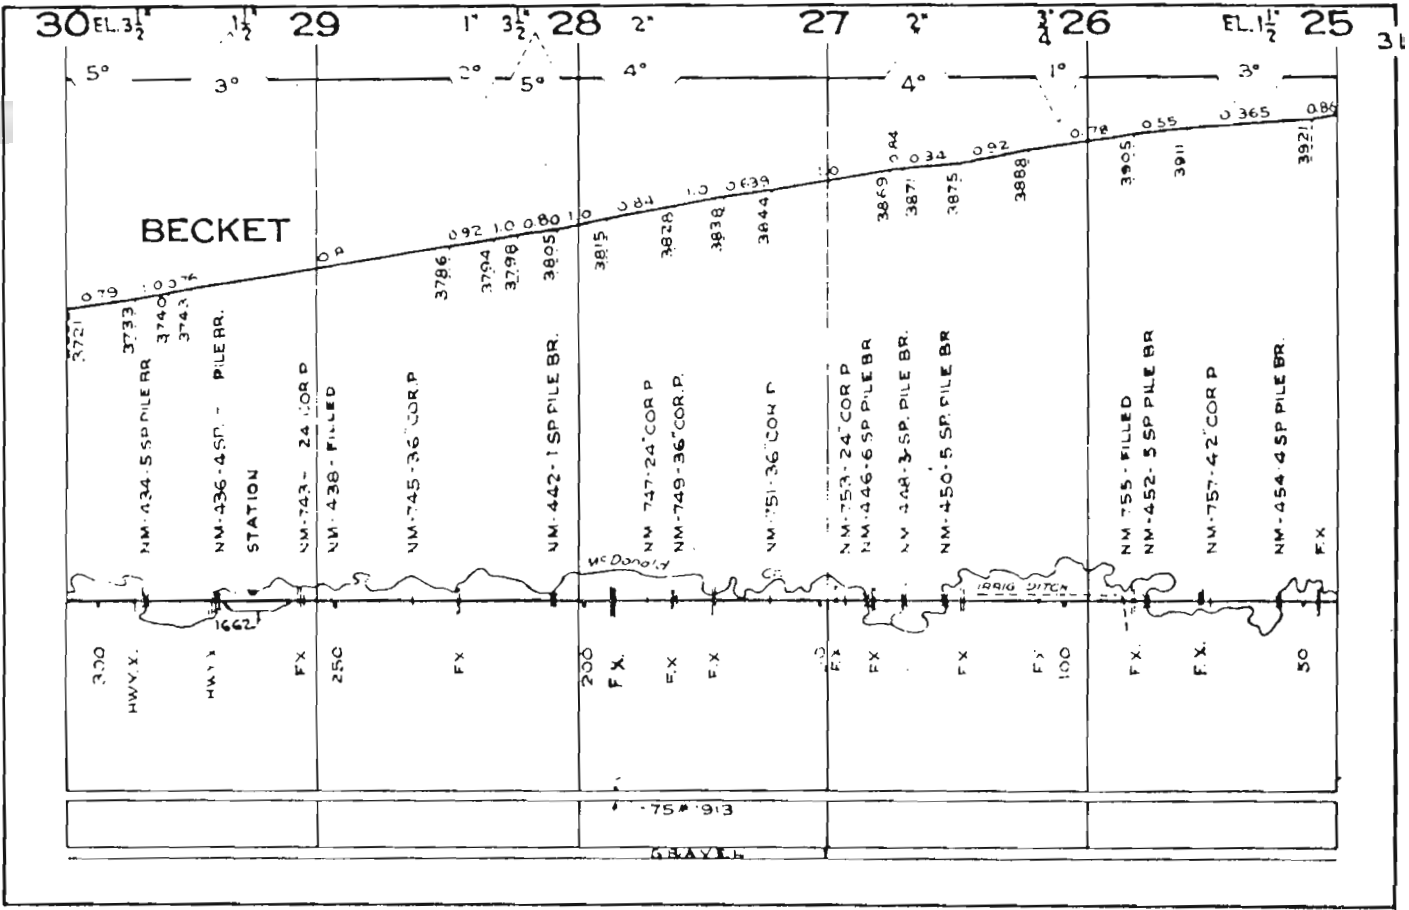 30 EL.3½" 1½" 29 1" 3½" 28 2" 27 2" ¾" 26 EL.1½" 25
5° 3° 2° 5° 4° 4° 1° 3°
0.79 1.0 0.92 1.0 0.80 1.0 0.84 1.0 0.639 1.0 0.84 0.34 0.92 0.78 0.55 0.365 0.86
BECKET
3721 3733 3740 3743 3786 3794 3798 3805 3815 3828 3838 3844 3869 3871 3875 3888 3905 3911 3921
NM-434-5 SP PILE BR
NM-436-4 SP.- PILE BR.
STATION
NM-743- 24 COR P
NM-438-FILLED
NM-745-36" COR.P
NM-442-1 SP PILE BR.
NM 747-24" COR P
NM-749-36" COR.P.
NM-751-36" COR P
NM-753-24" COR P
NM-446-6 SP PILE BR
NM 448-3-SP. PILE BR.
NM-450-5 SP. PILE BR
NM 755-FILLED
NM-452-5 SP PILE BR
NM-757-42" COR P
NM-454-4 SP PILE BR.
F.X
McDonald
IRRIG DITCH
1662
300 HWY.X. HWY.X F.X 250 F.X 200 F.X. F.X F.X F.X F.X F.X F.X 100 F.X. F.X. 50
75# 913
GRAVEL